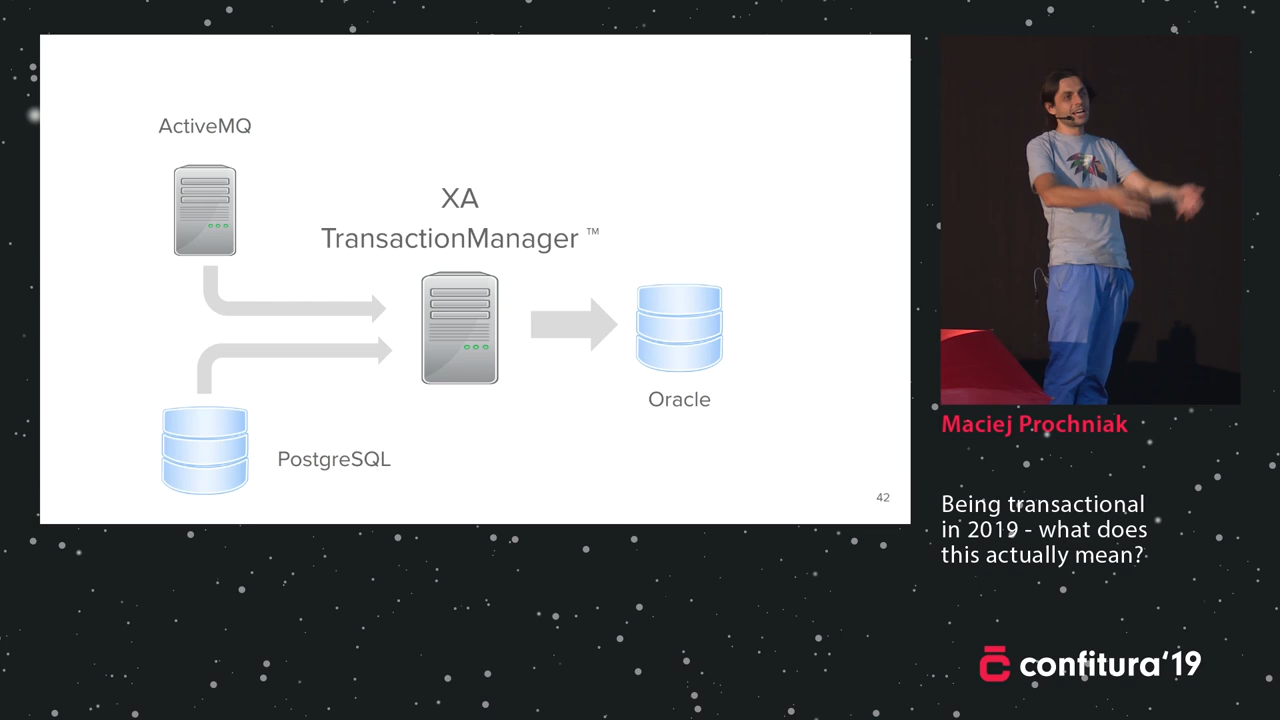 ActiveMQ
XA
TransactionManager ™
Oracle
PostgreSQL
42
Maciej Prochniak
Being transactional
in 2019 - what does
this actually mean?
confitura‘19